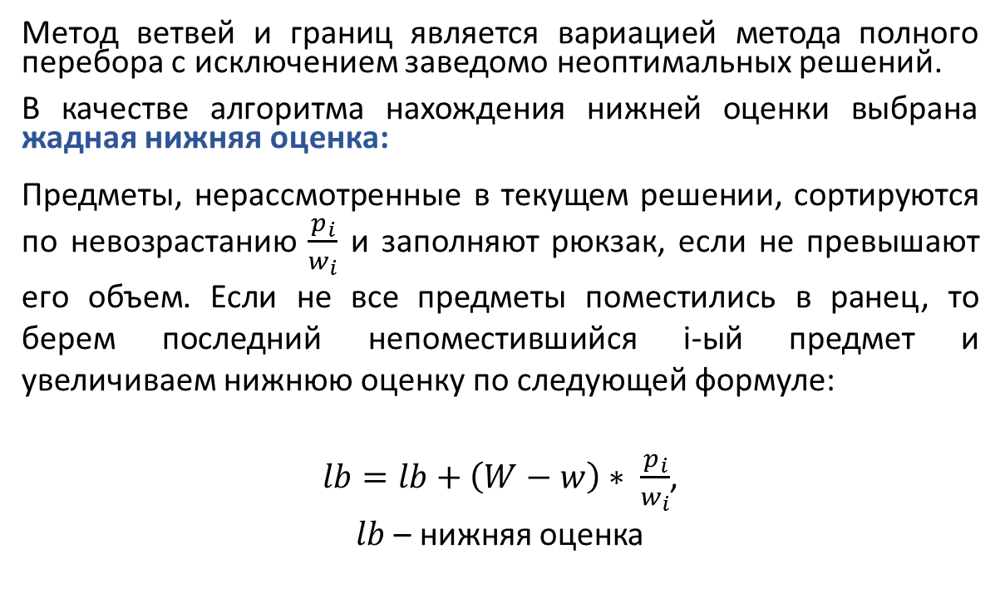 Метод ветвей и границ является вариацией метода полного
перебора с исключением заведомо неоптимальных решений.
В качестве алгоритма нахождения нижней оценки выбрана
жадная нижняя оценка:
Предметы, нерассмотренные в текущем решении, сортируются
по невозрастанию p_i/w_i и заполняют рюкзак, если не превышают
его объем. Если не все предметы поместились в ранец, то
берем последний непоместившийся i-ый предмет и
увеличиваем нижнюю оценку по следующей формуле:
lb = lb + (W − w) ∗ p_i/w_i,
lb – нижняя оценка